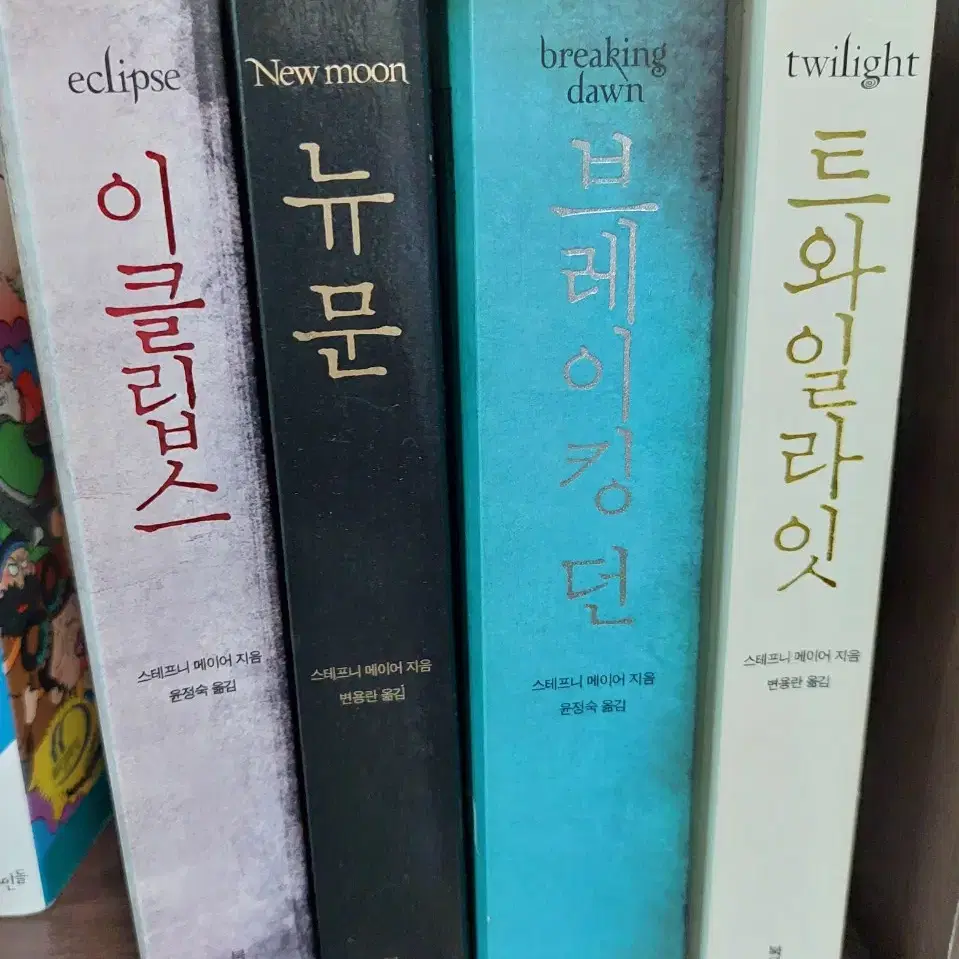 eclipse
이클립스
스테프니 메이어 지음
윤정숙 옮김
New moon
뉴문
스테프니 메이어 지음
변용란 옮김
breaking
dawn
브레이킹 던
스테프니 메이어 지음
윤정숙 옮김
twilight
트와일라잇
스테프니 메이어 지음
변용란 옮김
북